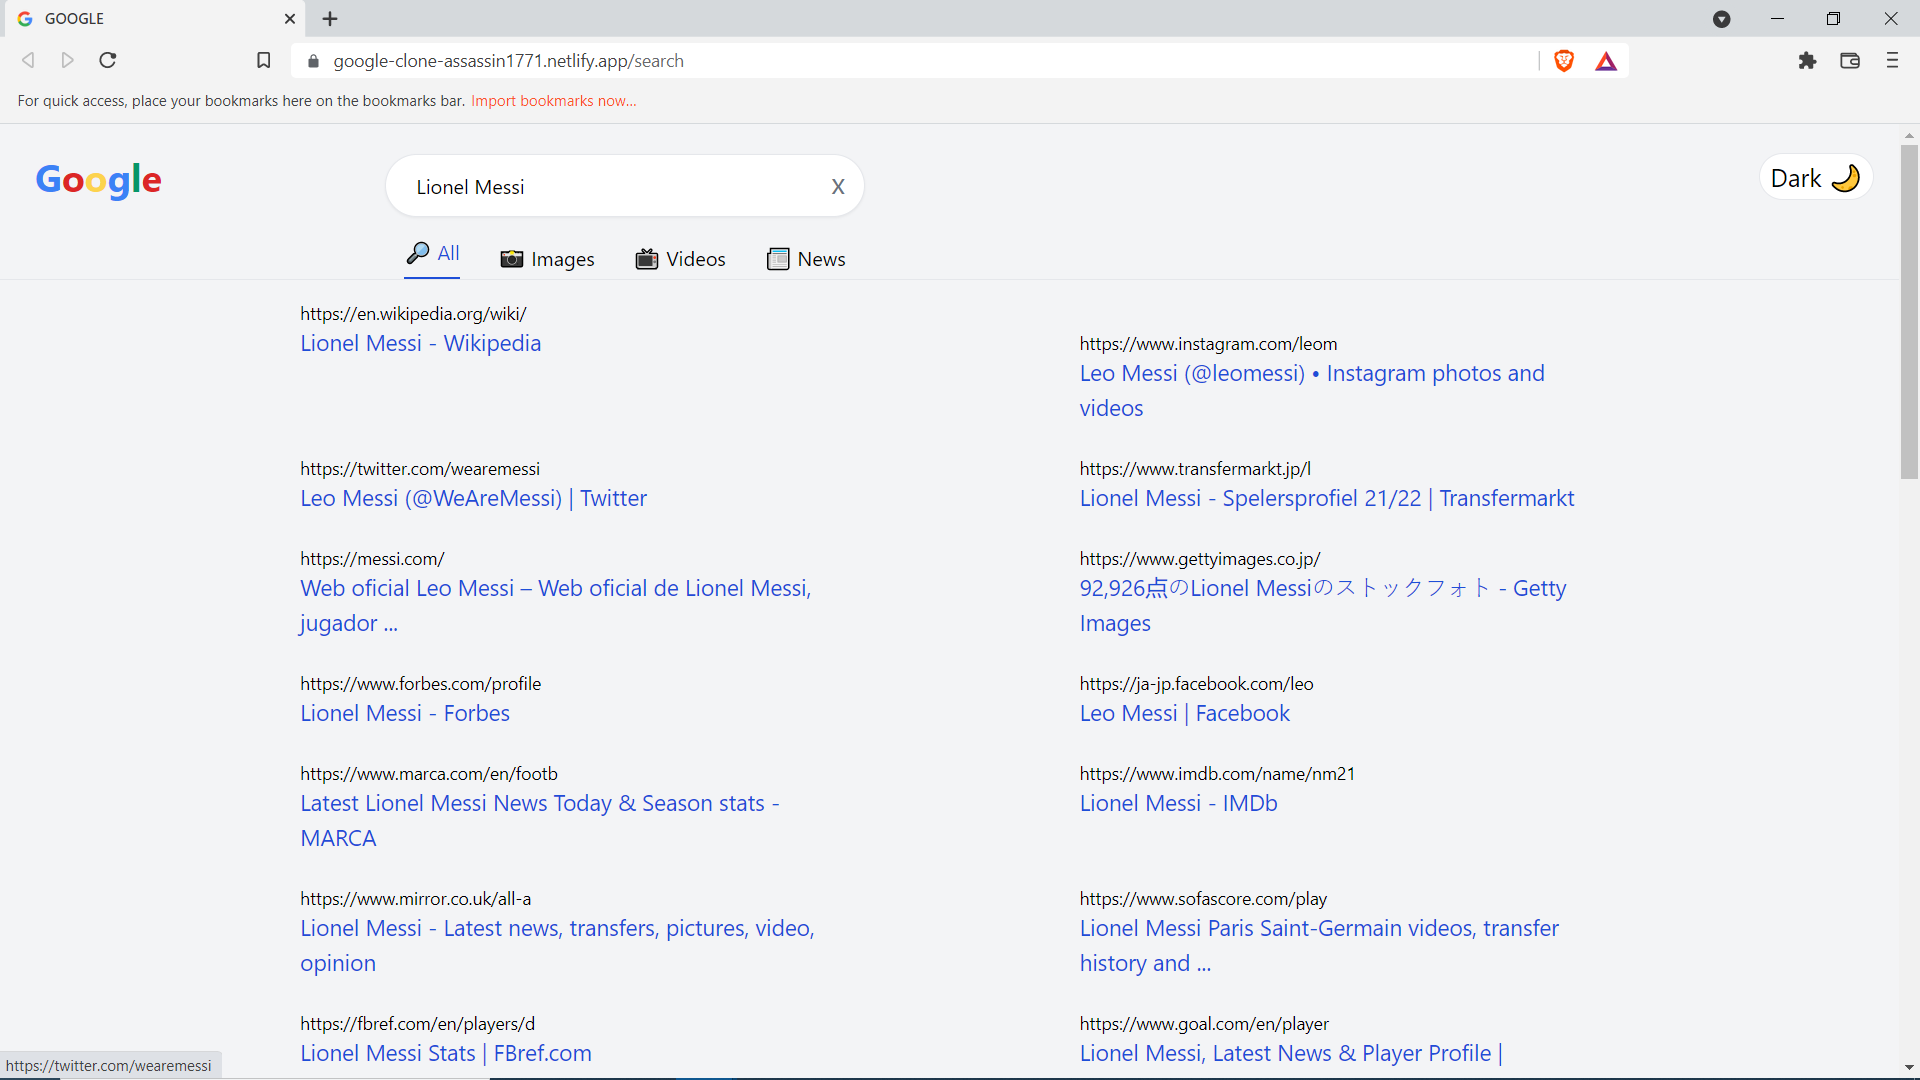 GOOGLE
google-clone-assassin1771.netlify.app/search
For quick access, place your bookmarks here on the bookmarks bar. Import bookmarks now...
Google
Lionel Messi X
Dark
All Images Videos News
https://en.wikipedia.org/wiki/
Lionel Messi - Wikipedia
https://www.instagram.com/leom
Leo Messi (@leomessi) • Instagram photos and
videos
https://twitter.com/wearemessi
Leo Messi (@WeAreMessi) | Twitter
https://www.transfermarkt.jp/l
Lionel Messi - Spelersprofiel 21/22 | Transfermarkt
https://messi.com/
Web oficial Leo Messi – Web oficial de Lionel Messi,
jugador ...
https://www.gettyimages.co.jp/
92,926点のLionel Messiのストックフォト - Getty
Images
https://www.forbes.com/profile
Lionel Messi - Forbes
https://ja-jp.facebook.com/leo
Leo Messi | Facebook
https://www.marca.com/en/footb
Latest Lionel Messi News Today & Season stats -
MARCA
https://www.imdb.com/name/nm21
Lionel Messi - IMDb
https://www.mirror.co.uk/all-a
Lionel Messi - Latest news, transfers, pictures, video,
opinion
https://www.sofascore.com/play
Lionel Messi Paris Saint-Germain videos, transfer
history and ...
https://fbref.com/en/players/d
Lionel Messi Stats | FBref.com
https://www.goal.com/en/player
Lionel Messi, Latest News & Player Profile |
https://twitter.com/wearemessi